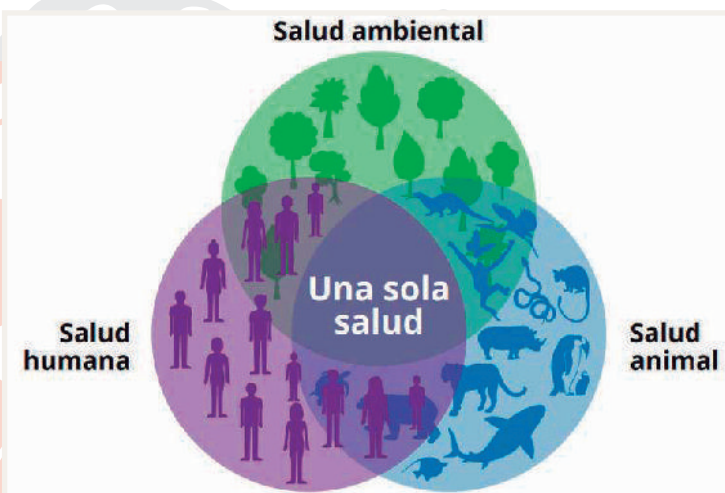 Salud ambiental
Una sola
salud
Salud
humana
Salud
animal